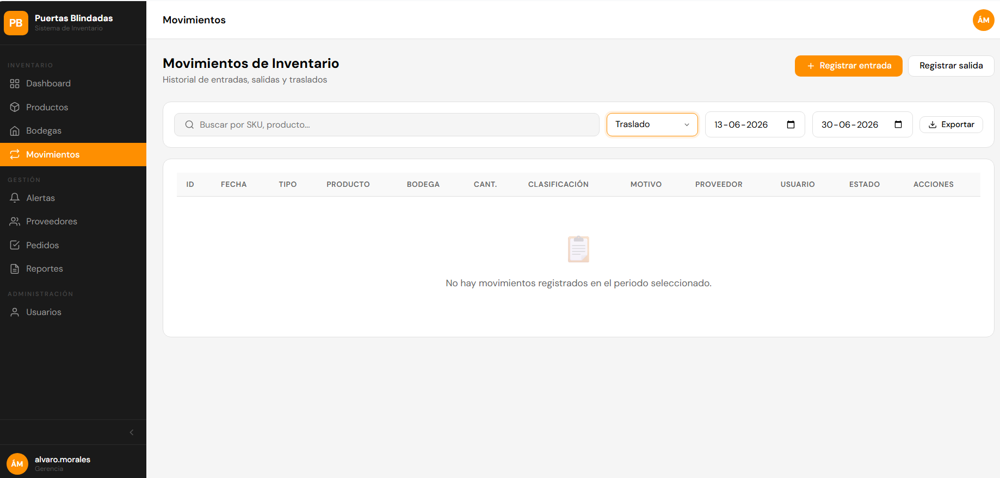 PB
Puertas Blindadas
Sistema de Inventario
INVENTARIO
Dashboard
Productos
Bodegas
Movimientos
GESTIÓN
Alertas
Proveedores
Pedidos
Reportes
ADMINISTRACIÓN
Usuarios
ÁM
alvaro.morales
Gerencia
Movimientos
ÁM
Movimientos de Inventario
Historial de entradas, salidas y traslados
+ Registrar entrada
Registrar salida
Buscar por SKU, producto...
Traslado
13-06-2026
30-06-2026
Exportar
ID FECHA TIPO PRODUCTO BODEGA CANT. CLASIFICACIÓN MOTIVO PROVEEDOR USUARIO ESTADO ACCIONES
No hay movimientos registrados en el periodo seleccionado.